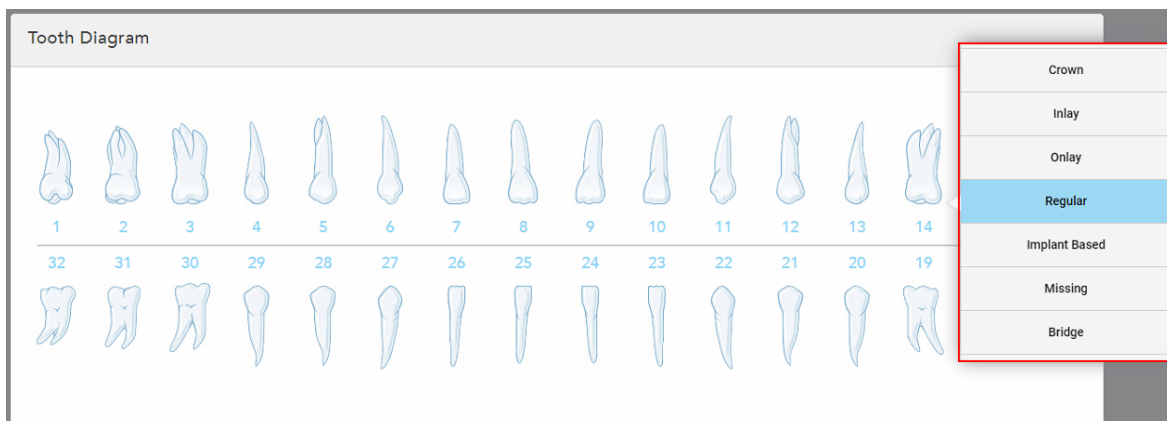 Tooth Diagram
Crown
Inlay
Onlay
Regular
Implant Based
Missing
Bridge
1 2 3 4 5 6 7 8 9 10 11 12 13 14
32 31 30 29 28 27 26 25 24 23 22 21 20 19